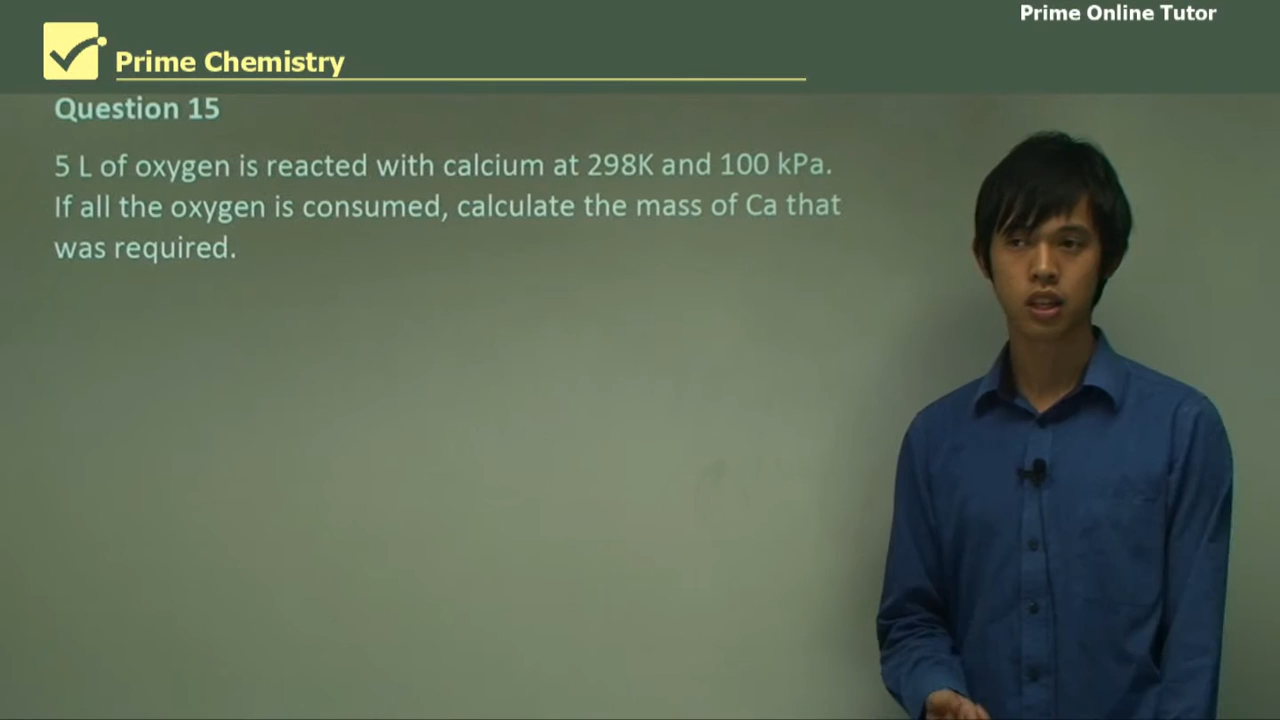 Prime Online Tutor
Prime Chemistry
Question 15
5 L of oxygen is reacted with calcium at 298K and 100 kPa.
If all the oxygen is consumed, calculate the mass of Ca that
was required.